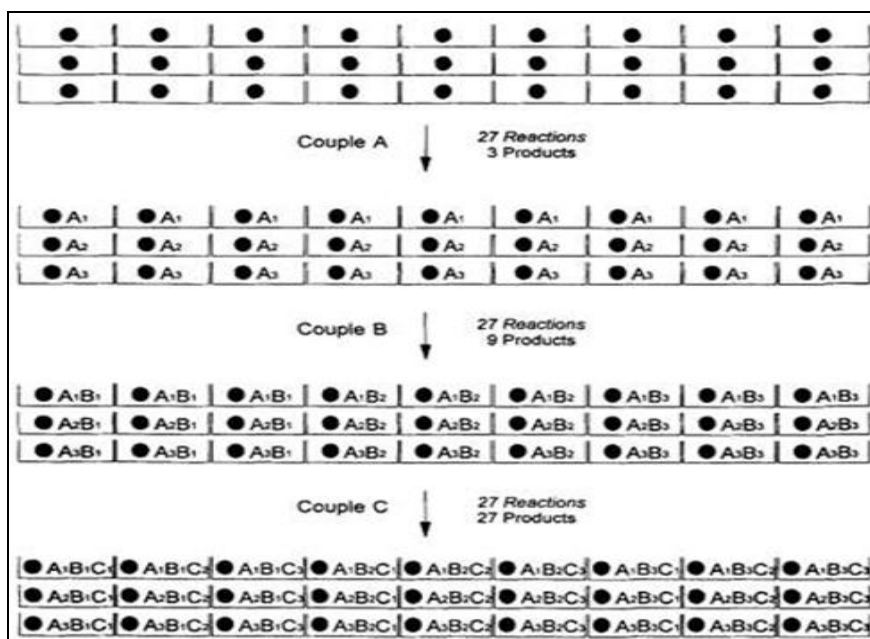 Couple A 27 Reactions
3 Products
A₁ A₁ A₁ A₁ A₁ A₁ A₁ A₁ A₁
A₂ A₂ A₂ A₂ A₂ A₂ A₂ A₂ A₂
A₃ A₃ A₃ A₃ A₃ A₃ A₃ A₃ A₃
Couple B 27 Reactions
9 Products
A₁B₁ A₁B₁ A₁B₁ A₁B₂ A₁B₂ A₁B₂ A₁B₃ A₁B₃ A₁B₃
A₂B₁ A₂B₁ A₂B₁ A₂B₂ A₂B₂ A₂B₂ A₂B₃ A₂B₃ A₂B₃
A₃B₁ A₃B₁ A₃B₁ A₃B₂ A₃B₂ A₃B₂ A₃B₃ A₃B₃ A₃B₃
Couple C 27 Reactions
27 Products
A₁B₁C₁ A₁B₁C₂ A₁B₁C₃ A₁B₂C₁ A₁B₂C₂ A₁B₂C₃ A₁B₃C₁ A₁B₃C₂ A₁B₃C₃
A₂B₁C₁ A₂B₁C₂ A₂B₁C₃ A₂B₂C₁ A₂B₂C₂ A₂B₂C₃ A₂B₃C₁ A₂B₃C₂ A₂B₃C₃
A₃B₁C₁ A₃B₁C₂ A₃B₁C₃ A₃B₂C₁ A₃B₂C₂ A₃B₂C₃ A₃B₃C₁ A₃B₃C₂ A₃B₃C₃